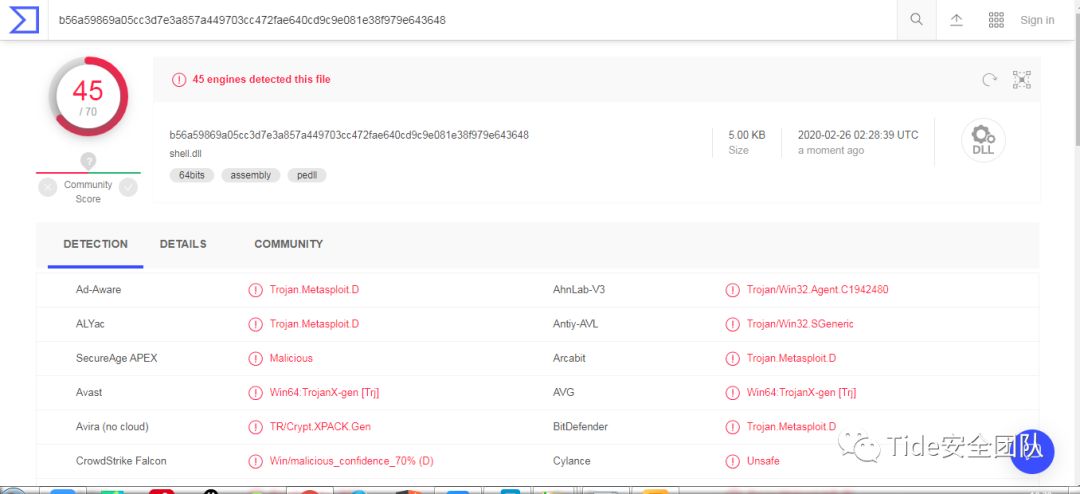 b56a59869a05cc3d7e3a857a449703cc472fae640cd9c9e081e38f979e643648 Sign in
45
/ 70
45 engines detected this file
b56a59869a05cc3d7e3a857a449703cc472fae640cd9c9e081e38f979e643648
shell.dll
64bits assembly pedll
5.00 KB
Size
2020-02-26 02:28:39 UTC
a moment ago
DLL
?
Community
Score
DETECTION DETAILS COMMUNITY
Ad-Aware Trojan.Metasploit.D AhnLab-V3 Trojan/Win32.Agent.C1942480
ALYac Trojan.Metasploit.D Antiy-AVL Trojan/Win32.SGeneric
SecureAge APEX Malicious Arcabit Trojan.Metasploit.D
Avast Win64:TrojanX-gen [Trj] AVG Win64:TrojanX-gen [Trj]
Avira (no cloud) TR/Crypt.XPACK.Gen BitDefender Trojan.Metasploit.D
CrowdStrike Falcon Win/malicious_confidence_70% (D) Cylance Unsafe
Tide安全团队